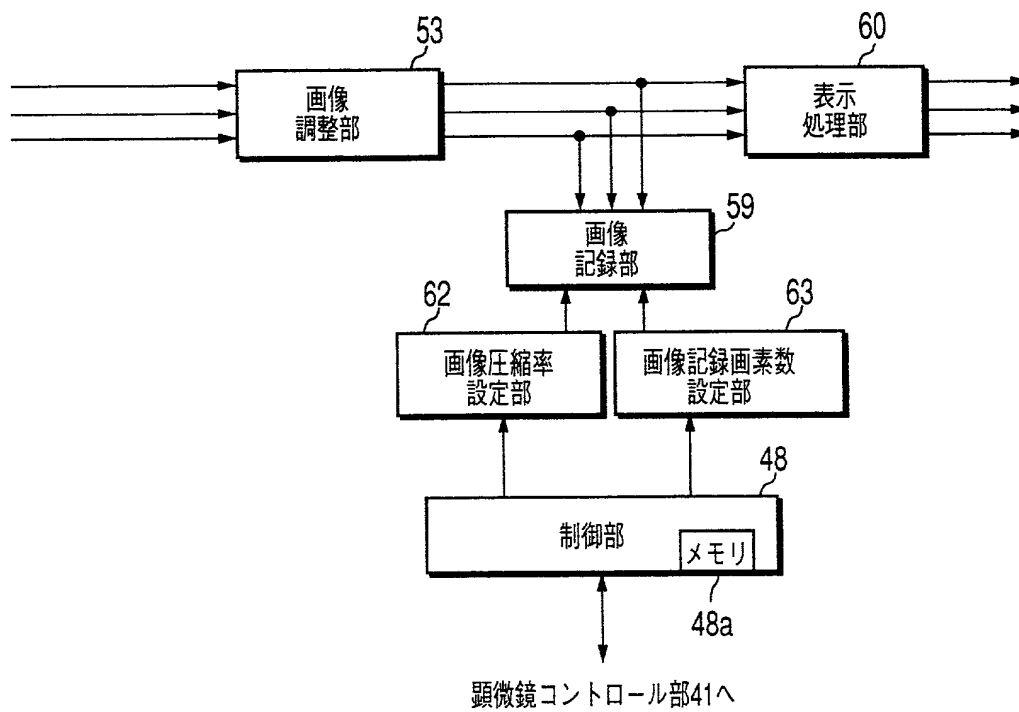 53
画像
調整部
60
表示
処理部
59
画像
記録部
62
画像圧縮率
設定部
63
画像記録画素数
設定部
48
制御部
メモリ
48a
顕微鏡コントロール部41へ